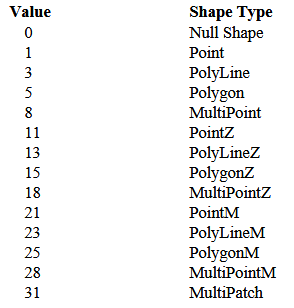 Value Shape Type
0 Null Shape
1 Point
3 PolyLine
5 Polygon
8 MultiPoint
11 PointZ
13 PolyLineZ
15 PolygonZ
18 MultiPointZ
21 PointM
23 PolyLineM
25 PolygonM
28 MultiPointM
31 MultiPatch